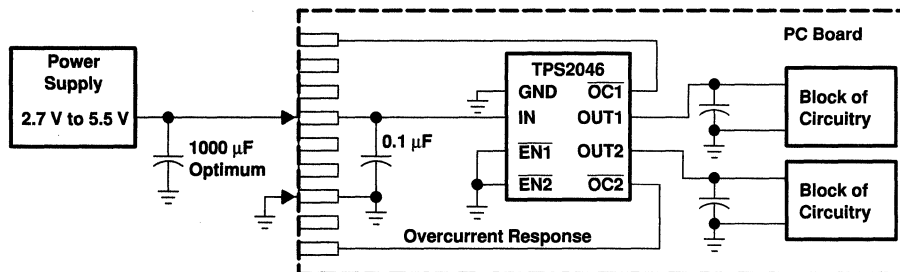 PC Board
Power
Supply
2.7 V to 5.5 V
1000 µF
Optimum
0.1 µF
TPS2046
GND
IN
EN1
EN2
OC1
OUT1
OUT2
OC2
Block of
Circuitry
Block of
Circuitry
Overcurrent Response